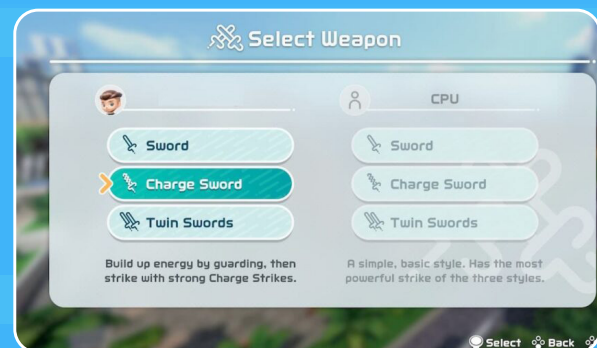 Select Weapon
CPU
Sword
Charge Sword
Twin Swords
Build up energy by guarding, then
strike with strong Charge Strikes.
Sword
Charge Sword
Twin Swords
A simple, basic style. Has the most
powerful strike of the three styles.
Select Back